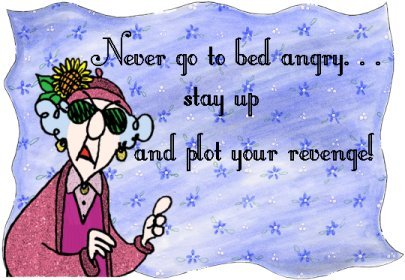 Never go to bed angry. . .
stay up
and plot your revenge!